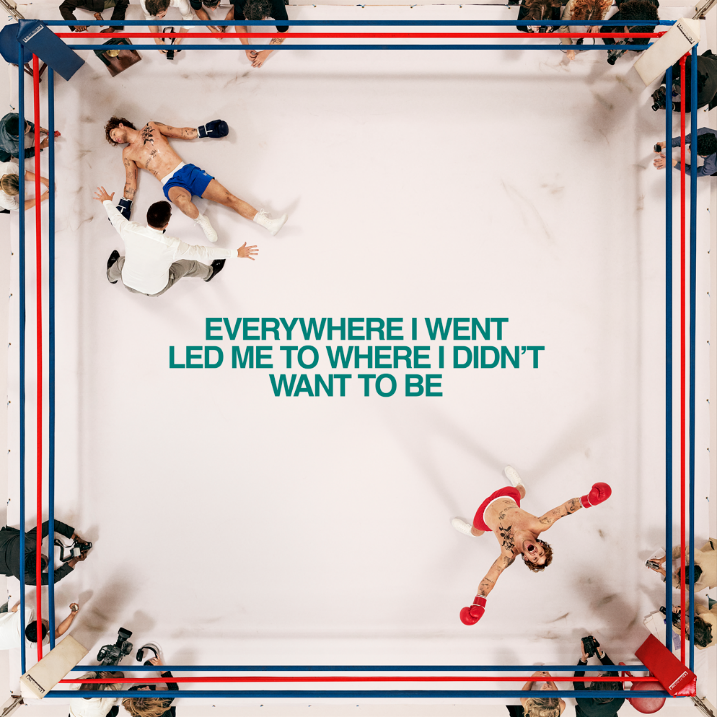 EVERYWHERE I WENT
LED ME TO WHERE I DIDN'T
WANT TO BE